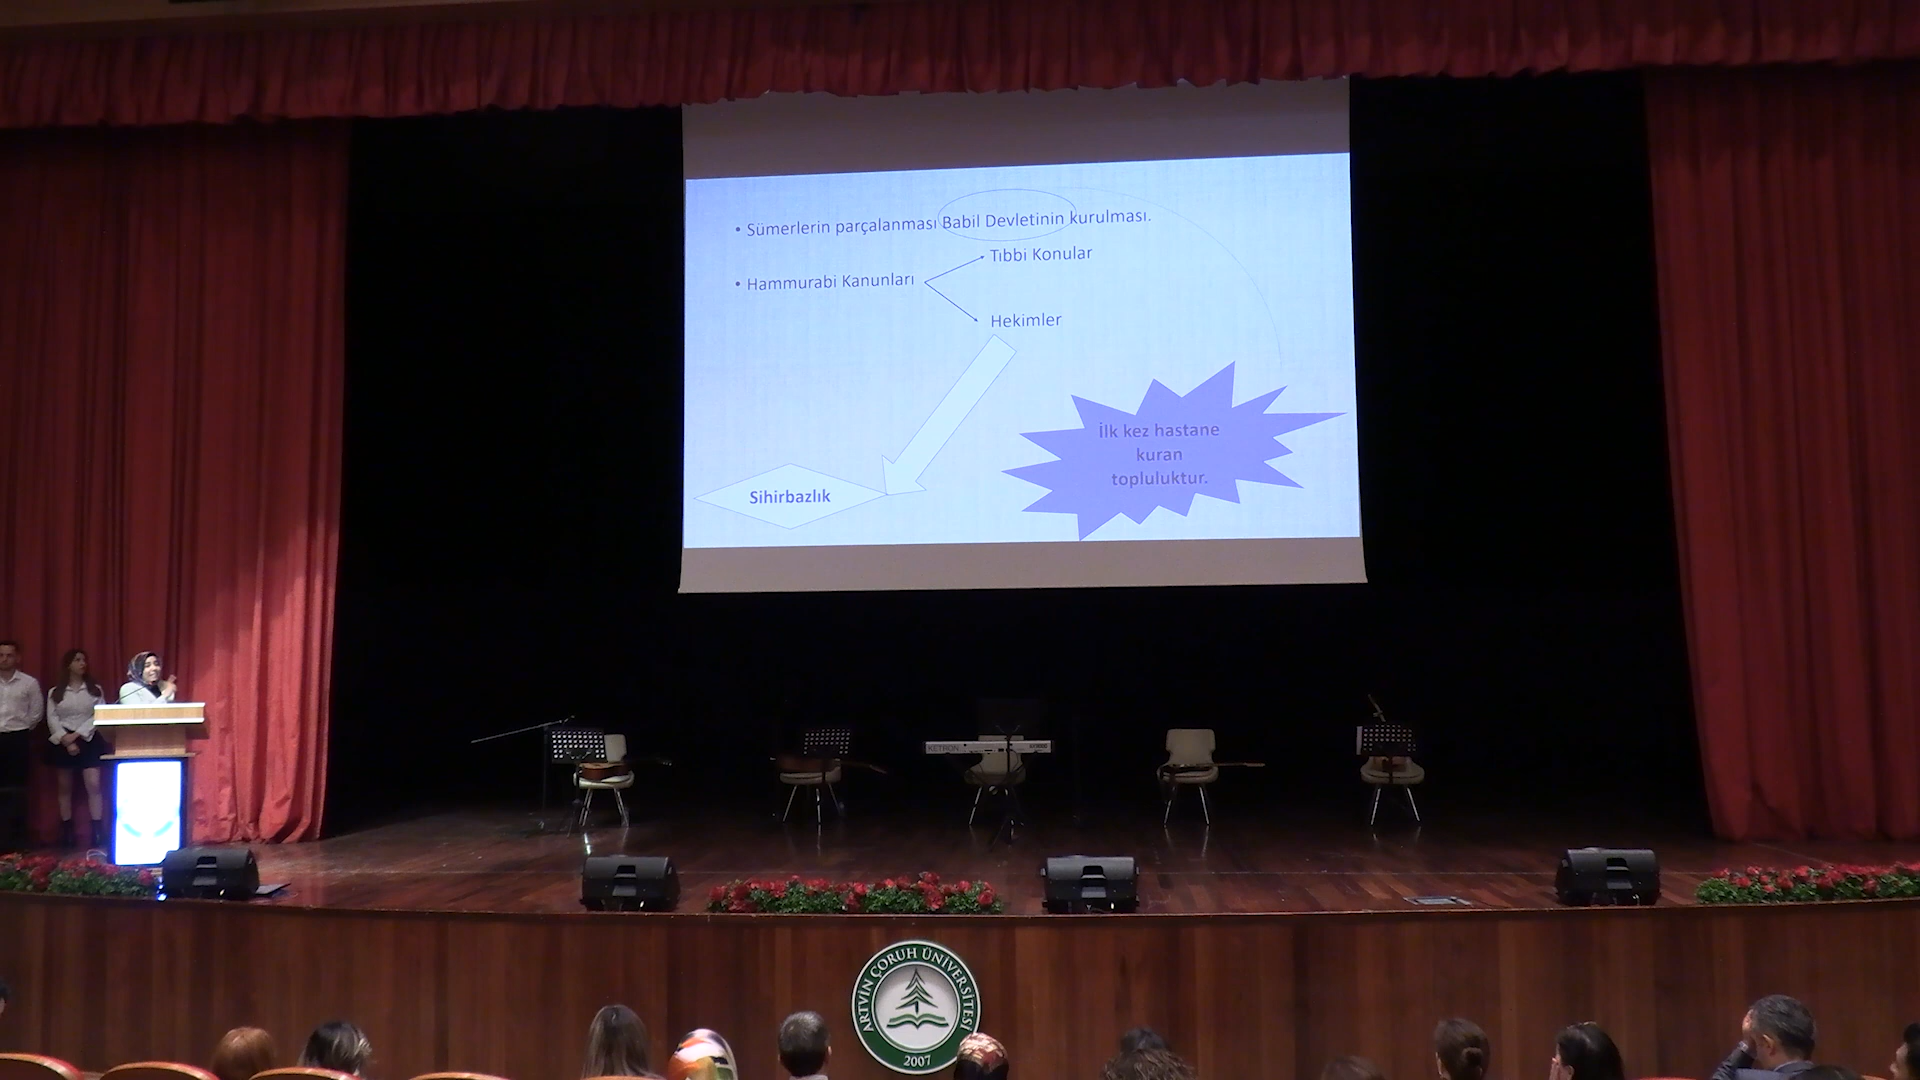 • Sümerlerin parçalanması Babil Devletinin kurulması.
Tıbbi Konular
• Hammurabi Kanunları
Hekimler
İlk kez hastane
kuran
topluluktur.
Sihirbazlık
KETRON
ARTVİN ÇORUH ÜNİVERSİTESİ
2007